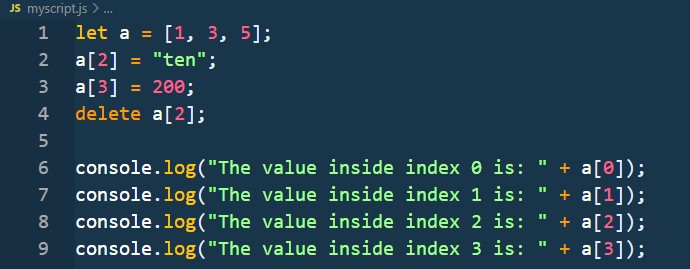 JS myscript.js > ...
1 let a = [1, 3, 5];
2 a[2] = "ten";
3 a[3] = 200;
4 delete a[2];
5
6 console.log("The value inside index 0 is: " + a[0]);
7 console.log("The value inside index 1 is: " + a[1]);
8 console.log("The value inside index 2 is: " + a[2]);
9 console.log("The value inside index 3 is: " + a[3]);